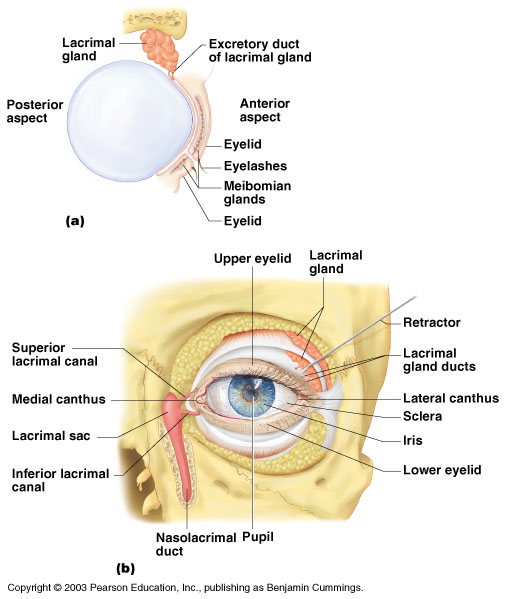 Lacrimal
gland
Excretory duct
of lacrimal gland
Posterior
aspect
Anterior
aspect
Eyelid
Eyelashes
Meibomian
glands
Eyelid
(a)
Upper eyelid
Lacrimal
gland
Retractor
Superior
lacrimal canal
Lacrimal
gland ducts
Medial canthus
Lateral canthus
Sclera
Lacrimal sac
Iris
Inferior lacrimal
canal
Lower eyelid
Nasolacrimal
duct
Pupil
(b)
Copyright © 2003 Pearson Education, Inc., publishing as Benjamin Cummings.